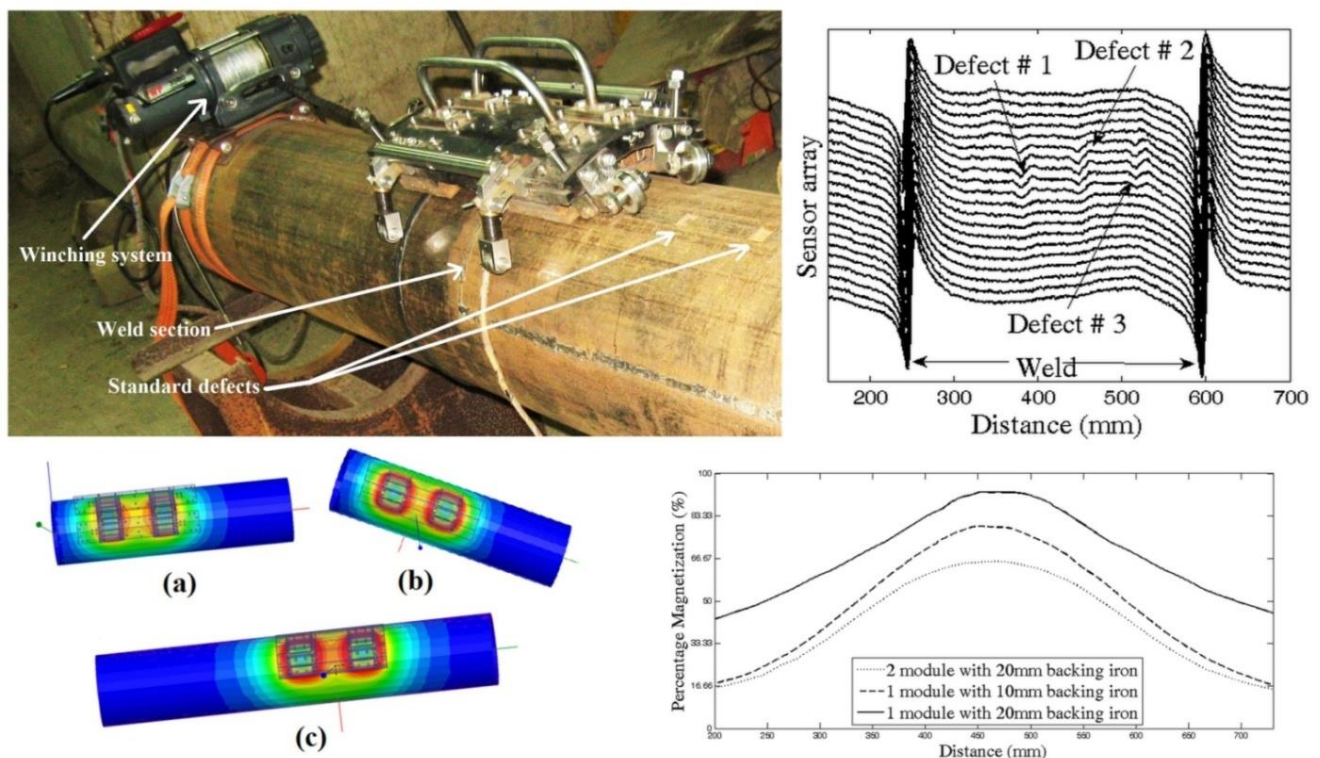 Winching system
Weld section
Standard defects
Defect # 1
Defect # 2
Defect # 3
Weld
Sensor array
200 300 400 500 600 700
Distance (mm)
(a)
(b)
(c)
Percentage Magnetization (%)
100
83.33
66.67
50
33.33
16.66
0
2 module with 20mm backing iron
1 module with 10mm backing iron
1 module with 20mm backing iron
200 250 300 350 400 450 500 550 600 650 700
Distance (mm)